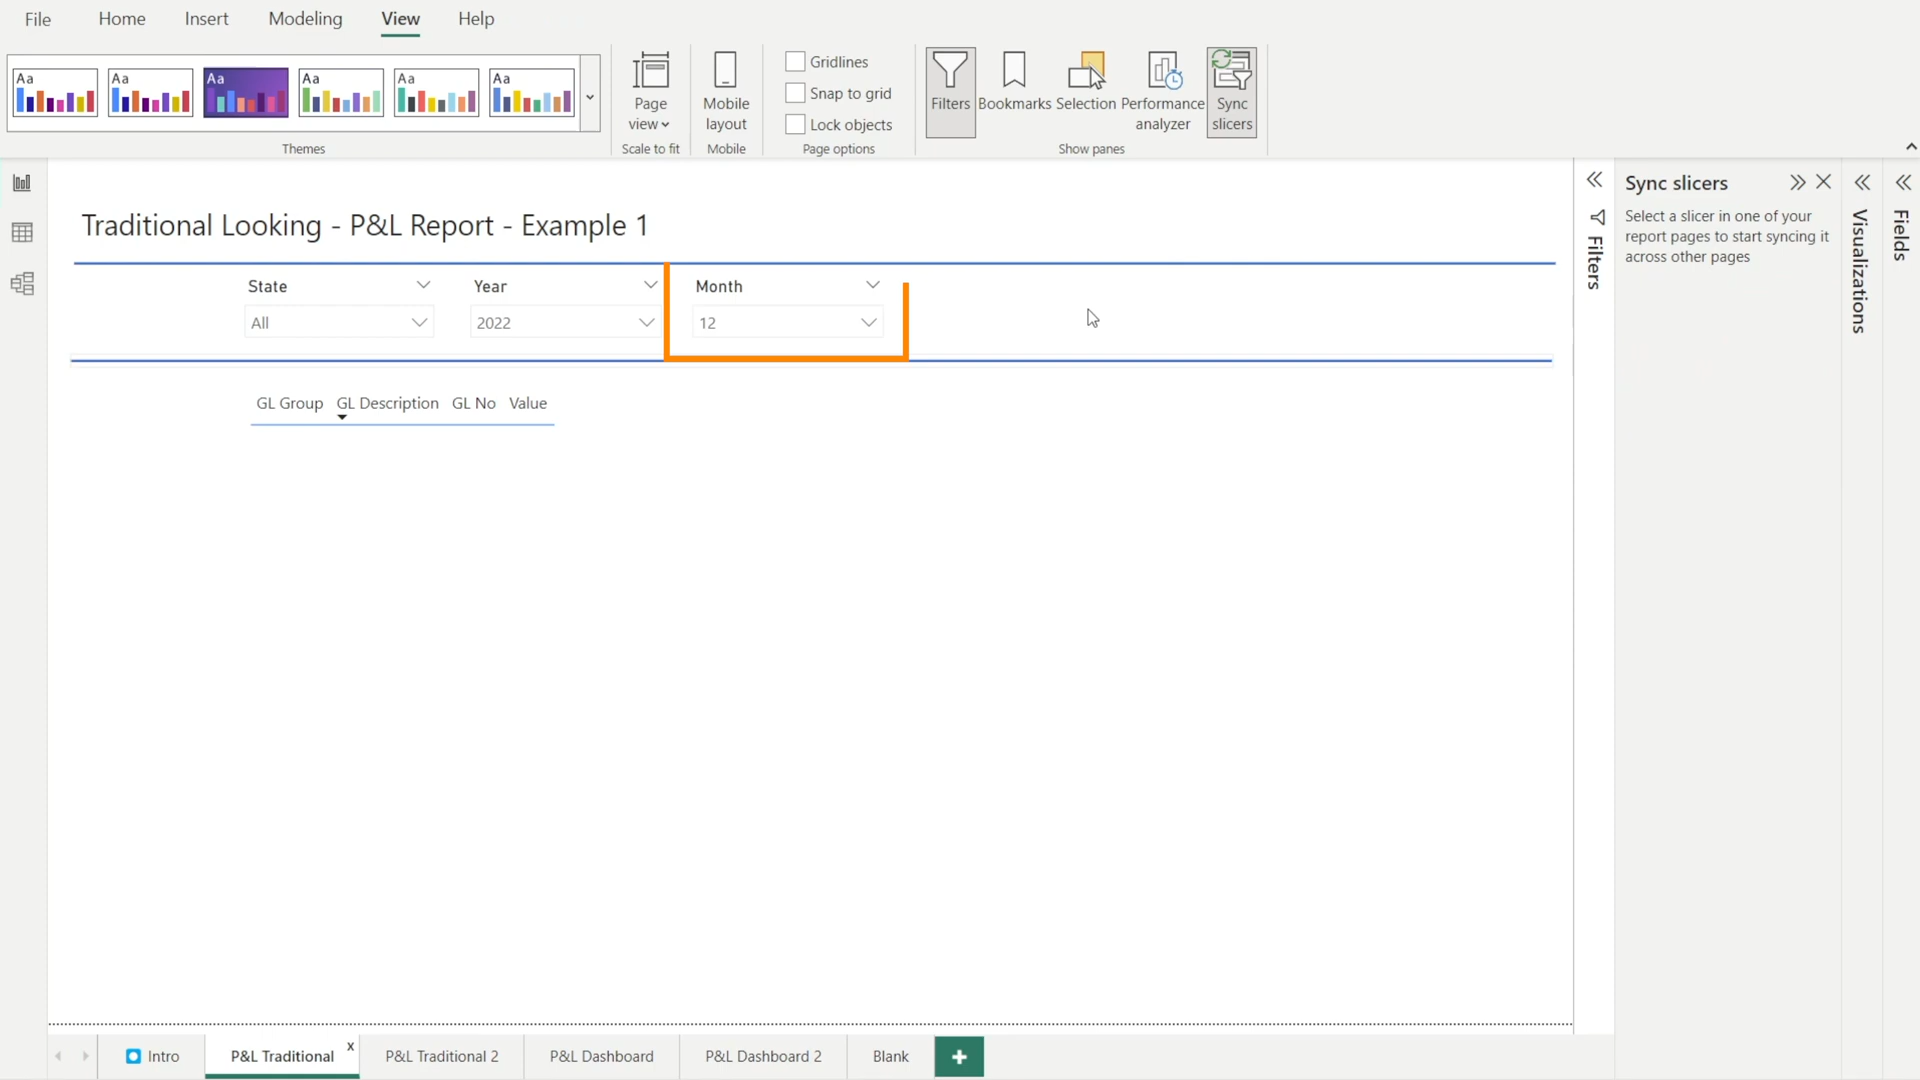 File Home Insert Modeling View Help
Aa Aa Aa Aa Aa Aa
Themes
Page view
Scale to fit
Mobile layout
Mobile
Gridlines
Snap to grid
Lock objects
Page options
Filters Bookmarks Selection Performance analyzer Sync slicers
Show panes
Traditional Looking - P&L Report - Example 1
State Year Month
All 2022 12
GL Group GL Description GL No Value
Filters
Sync slicers
Select a slicer in one of your
report pages to start syncing it
across other pages
Visualizations
Fields
Intro P&L Traditional x P&L Traditional 2 P&L Dashboard P&L Dashboard 2 Blank +